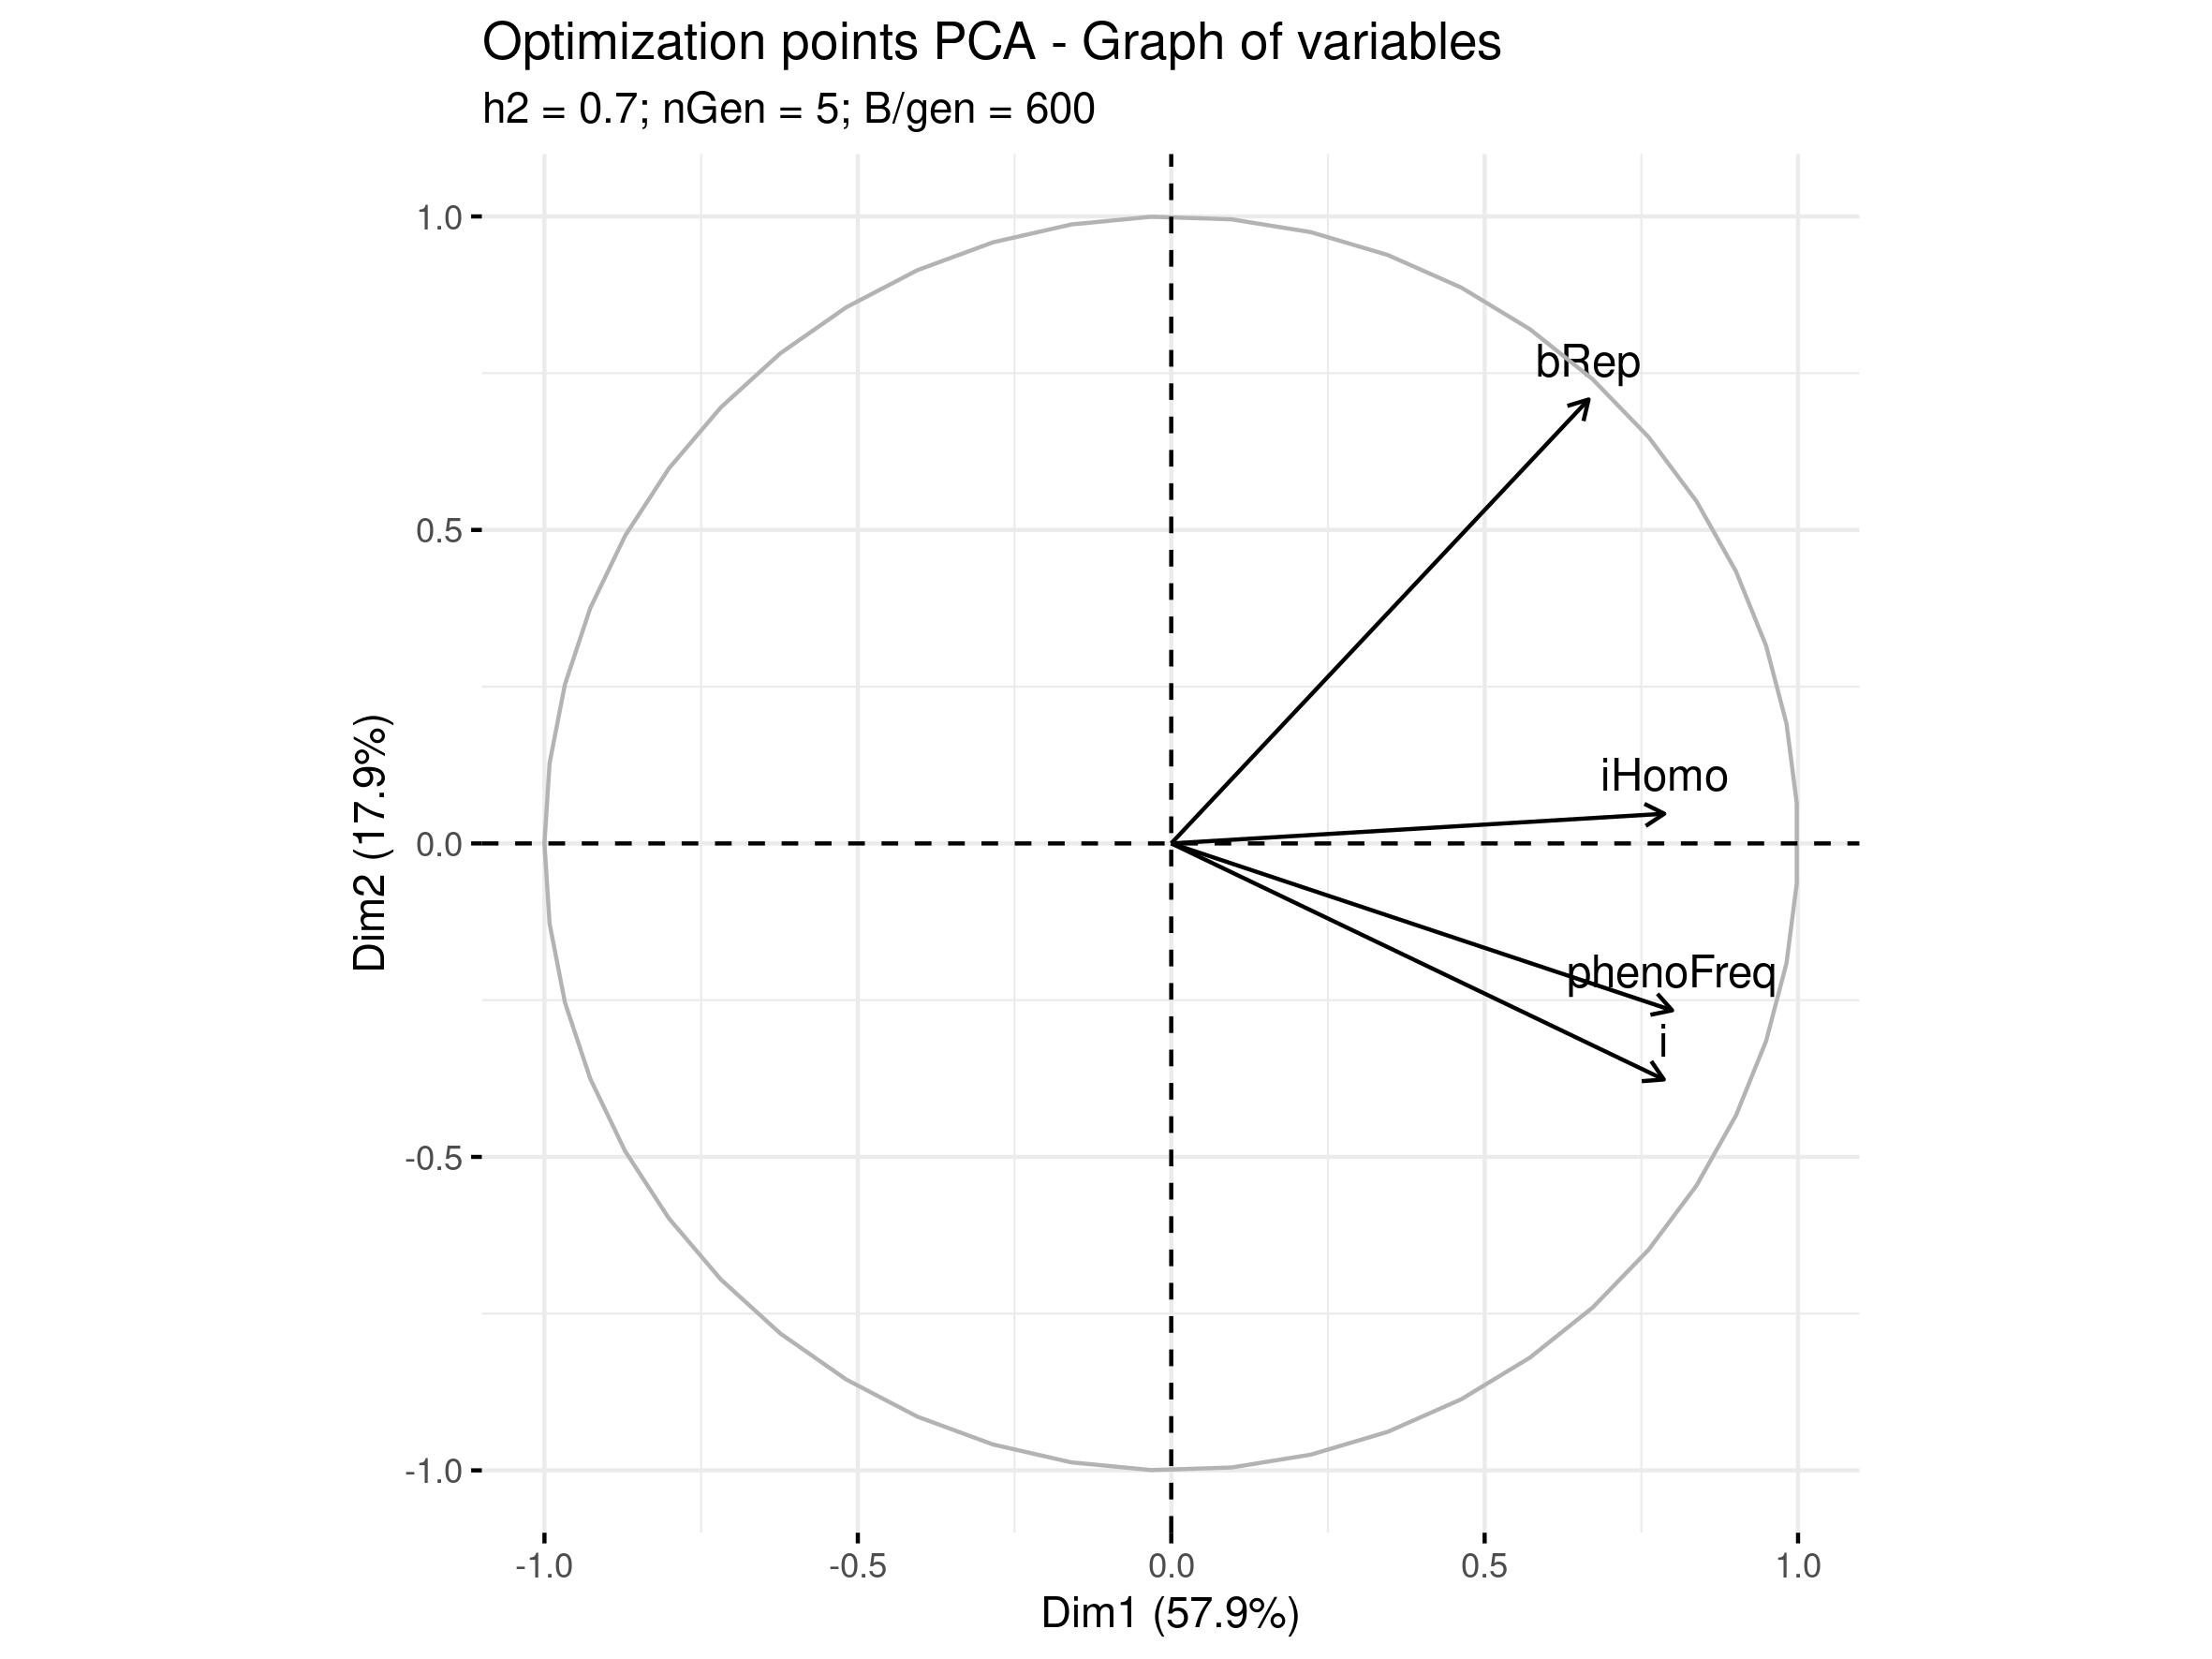 Optimization points PCA - Graph of variables
h2 = 0.7; nGen = 5; B/gen = 600
1.0
0.5
0.0
-0.5
-1.0
Dim2 (17.9%)
bRep
iHomo
phenoFreq
i
-1.0
-0.5
0.0
0.5
1.0
Dim1 (57.9%)